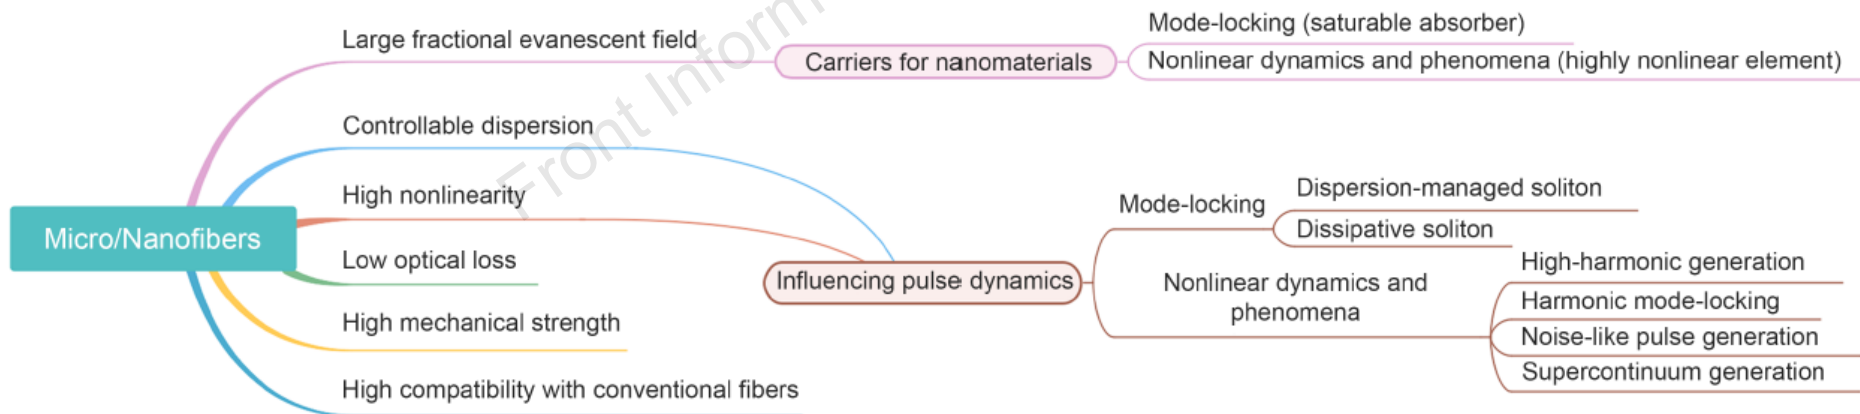 Micro/Nanofibers
Large fractional evanescent field
Carriers for nanomaterials
Mode-locking (saturable absorber)
Nonlinear dynamics and phenomena (highly nonlinear element)
Controllable dispersion
High nonlinearity
Low optical loss
High mechanical strength
High compatibility with conventional fibers
Influencing pulse dynamics
Mode-locking
Dispersion-managed soliton
Dissipative soliton
Nonlinear dynamics and
phenomena
High-harmonic generation
Harmonic mode-locking
Noise-like pulse generation
Supercontinuum generation
Front Inform